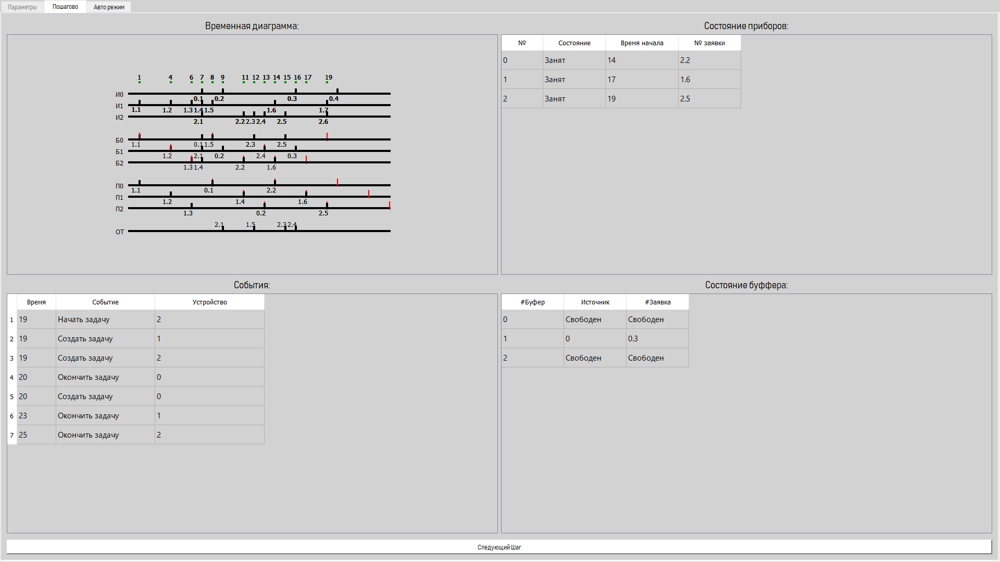 Параметры Пошагово Авто режим
Временная диаграмма:
1 4 6 7 8 9 11 12 13 14 15 16 17 19
И0
0.1 0.2 0.3 0.4
И1
1.1 1.2 1.3 1.4 1.5 1.6 1.7
И2
2.1 2.2 2.3 2.4 2.5 2.6
Б0
1.1 0.1 1.5 2.3 2.5
Б1
1.2 2.1 0.2 2.4 0.3
Б2
1.3 1.4 2.2 1.6
П0
1.1 0.1 2.2
П1
1.2 1.4 1.6
П2
1.3 0.2 2.5
2.1 1.5 2.3 2.4
ОТ
Состояние приборов:
№ Состояние Время начала № заявки
0 Занят 14 2.2
1 Занят 17 1.6
2 Занят 19 2.5
События:
Время Событие Устройство
1 19 Начать задачу 2
2 19 Создать задачу 1
3 19 Создать задачу 2
4 20 Окончить задачу 0
5 20 Создать задачу 0
6 23 Окончить задачу 1
7 25 Окончить задачу 2
Состояние буффера:
#Буфер Источник #Заявка
0 Свободен Свободен
1 0 0.3
2 Свободен Свободен
Следующий Шаг